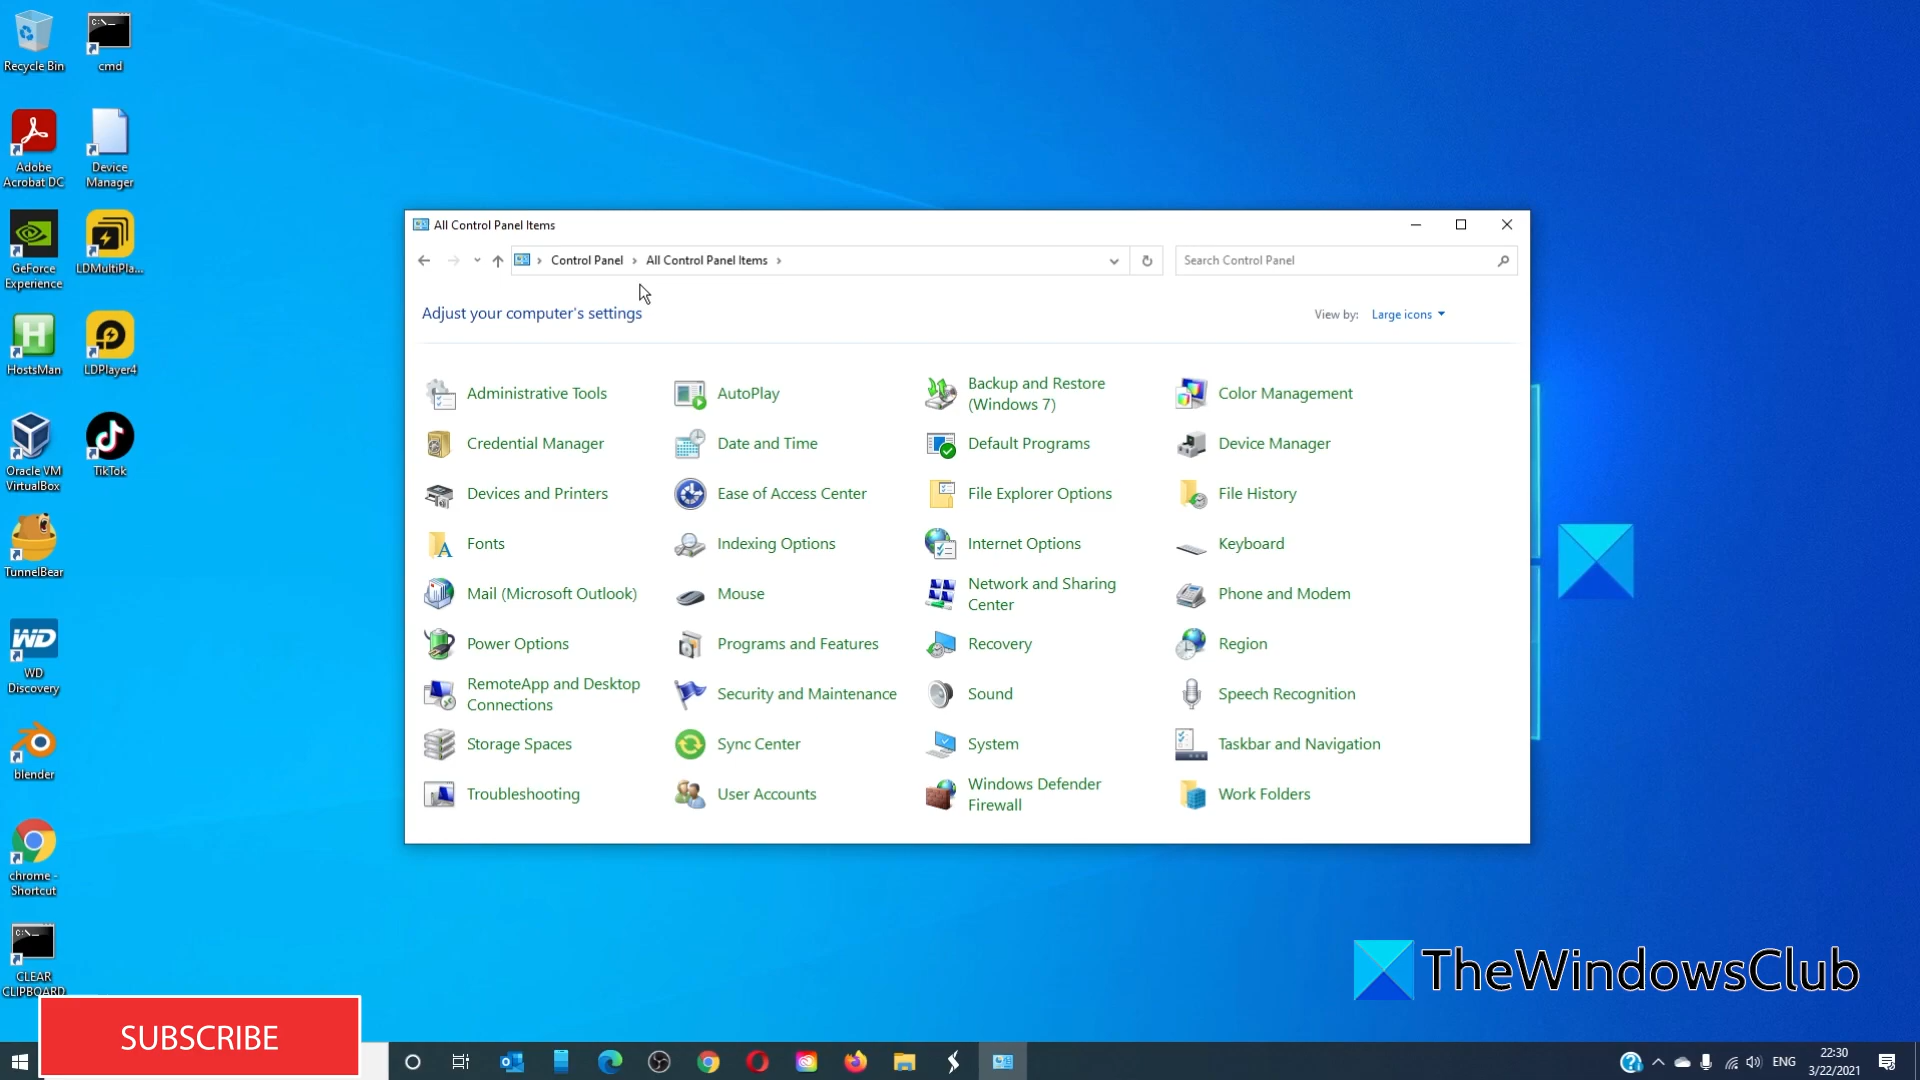 Recycle Bin
cmd
Adobe
Acrobat DC
Device
Manager
GeForce
Experience
LDMultiPla...
HostsMan
LDPlayer4
Oracle VM
VirtualBox
TikTok
TunnelBear
WD
WD
Discovery
blender
chrome -
Shortcut
CLEAR
CLIPBOARD
All Control Panel Items
Control Panel
All Control Panel Items
Search Control Panel
Adjust your computer's settings
View by:
Large icons
Administrative Tools
AutoPlay
Backup and Restore
(Windows 7)
Color Management
Credential Manager
Date and Time
Default Programs
Device Manager
Devices and Printers
Ease of Access Center
File Explorer Options
File History
Fonts
Indexing Options
Internet Options
Keyboard
Mail (Microsoft Outlook)
Mouse
Network and Sharing
Center
Phone and Modem
Power Options
Programs and Features
Recovery
Region
RemoteApp and Desktop
Connections
Security and Maintenance
Sound
Speech Recognition
Storage Spaces
Sync Center
System
Taskbar and Navigation
Troubleshooting
User Accounts
Windows Defender
Firewall
Work Folders
TheWindowsClub
SUBSCRIBE
ENG
22:30
3/22/2021